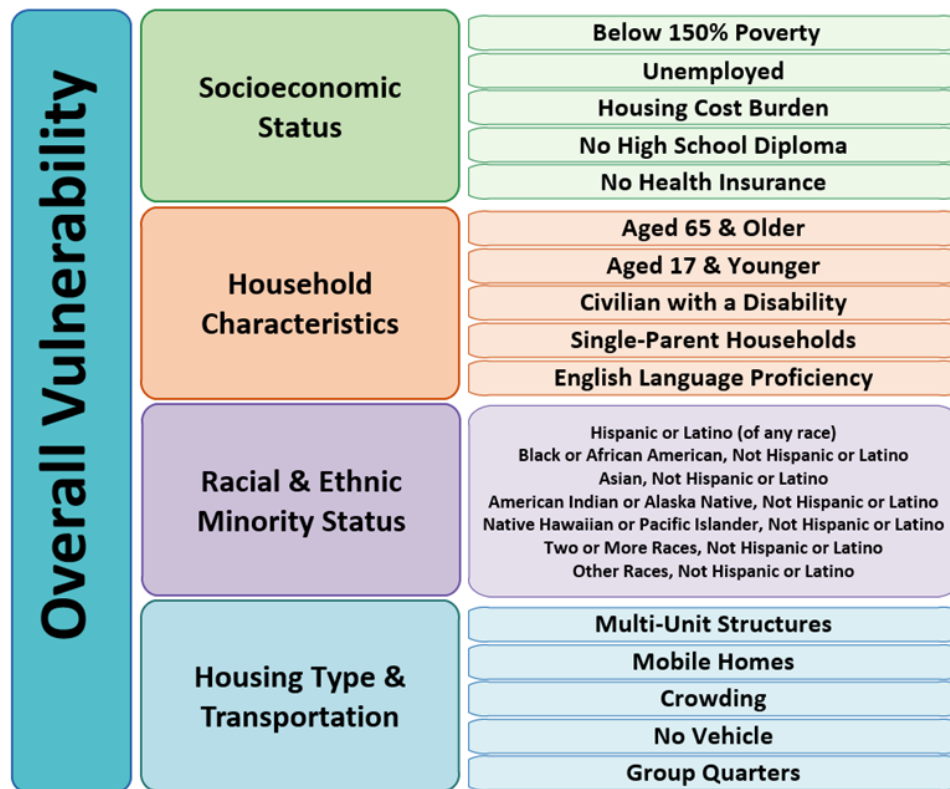 Overall Vulnerability
Socioeconomic
Status
Below 150% Poverty
Unemployed
Housing Cost Burden
No High School Diploma
No Health Insurance
Household
Characteristics
Aged 65 & Older
Aged 17 & Younger
Civilian with a Disability
Single-Parent Households
English Language Proficiency
Racial & Ethnic
Minority Status
Hispanic or Latino (of any race)
Black or African American, Not Hispanic or Latino
Asian, Not Hispanic or Latino
American Indian or Alaska Native, Not Hispanic or Latino
Native Hawaiian or Pacific Islander, Not Hispanic or Latino
Two or More Races, Not Hispanic or Latino
Other Races, Not Hispanic or Latino
Housing Type &
Transportation
Multi-Unit Structures
Mobile Homes
Crowding
No Vehicle
Group Quarters